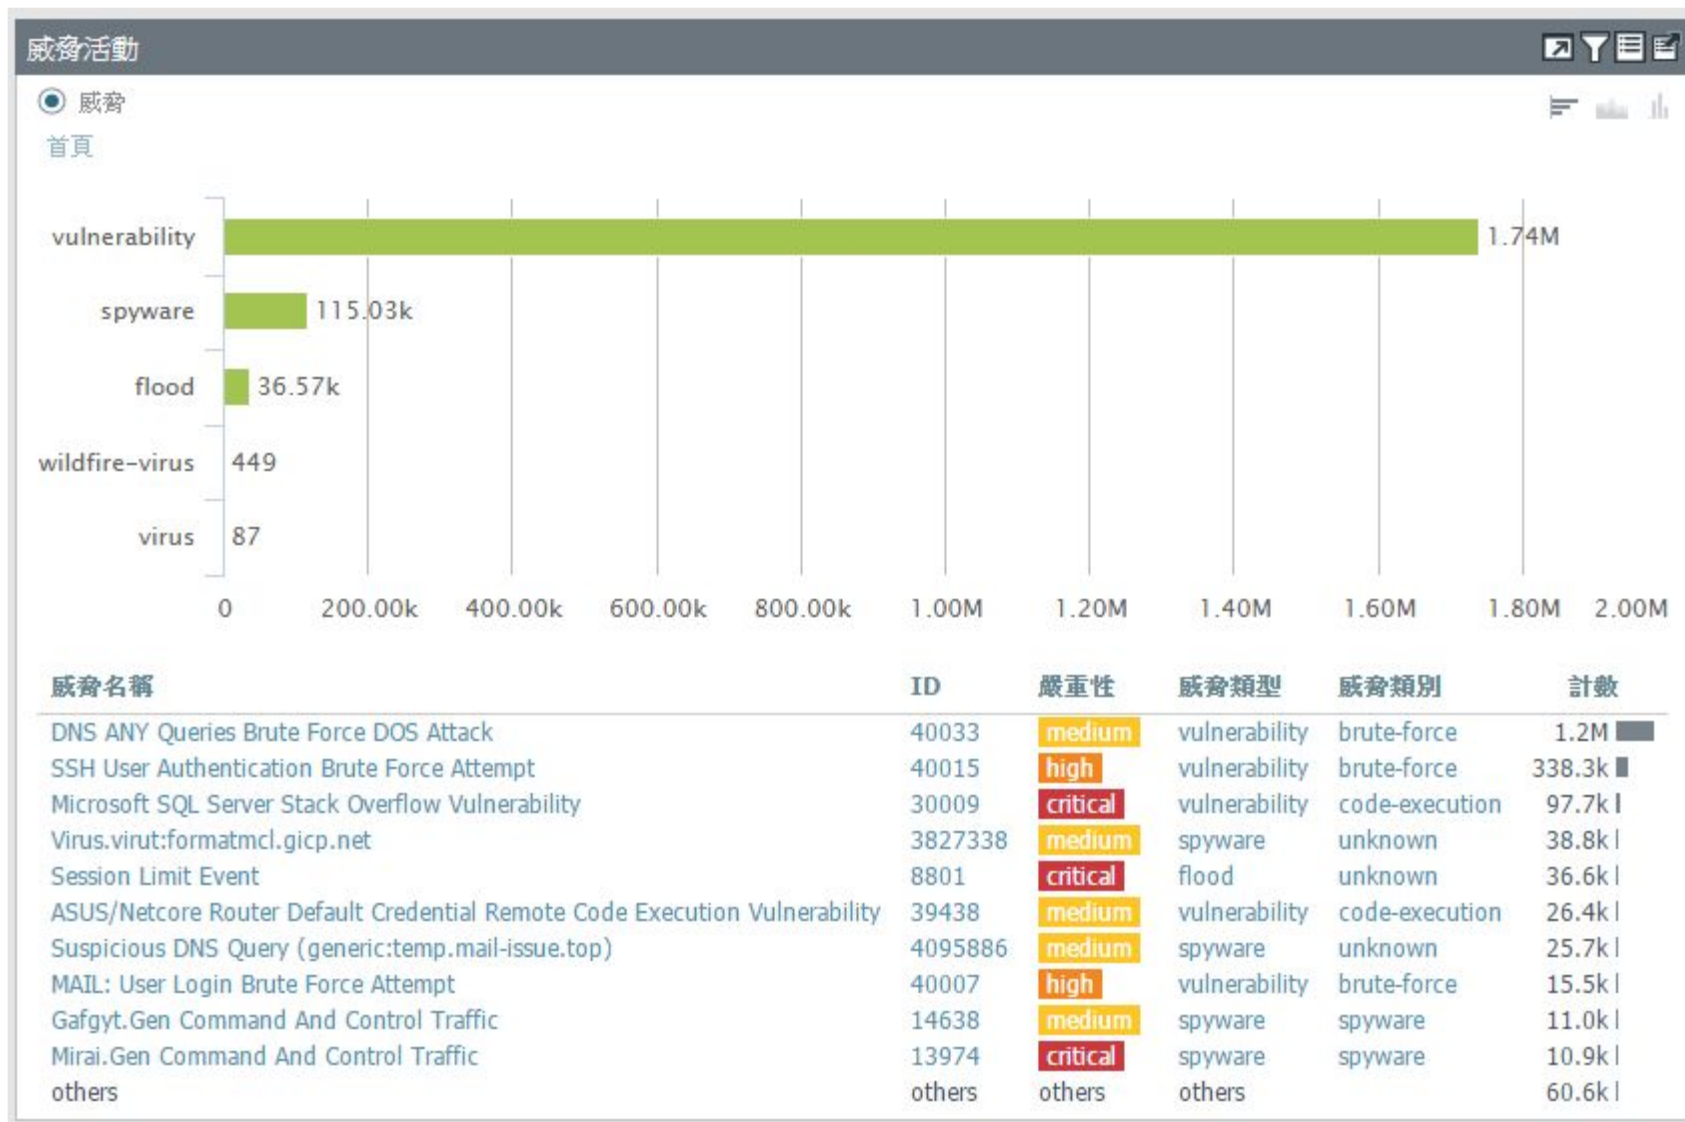 威脅活動
威脅
首頁
vulnerability 1.74M
spyware 115.03k
flood 36.57k
wildfire-virus 449
virus 87
0 200.00k 400.00k 600.00k 800.00k 1.00M 1.20M 1.40M 1.60M 1.80M 2.00M
威脅名稱 ID 嚴重性 威脅類型 威脅類別 計數
DNS ANY Queries Brute Force DOS Attack 40033 medium vulnerability brute-force 1.2M
SSH User Authentication Brute Force Attempt 40015 high vulnerability brute-force 338.3k
Microsoft SQL Server Stack Overflow Vulnerability 30009 critical vulnerability code-execution 97.7k
Virus.virut:formatmcl.gicp.net 3827338 medium spyware unknown 38.8k
Session Limit Event 8801 critical flood unknown 36.6k
ASUS/Netcore Router Default Credential Remote Code Execution Vulnerability 39438 medium vulnerability code-execution 26.4k
Suspicious DNS Query (generic:temp.mail-issue.top) 4095886 medium spyware unknown 25.7k
MAIL: User Login Brute Force Attempt 40007 high vulnerability brute-force 15.5k
Gafgyt.Gen Command And Control Traffic 14638 medium spyware spyware 11.0k
Mirai.Gen Command And Control Traffic 13974 critical spyware spyware 10.9k
others others others others 60.6k